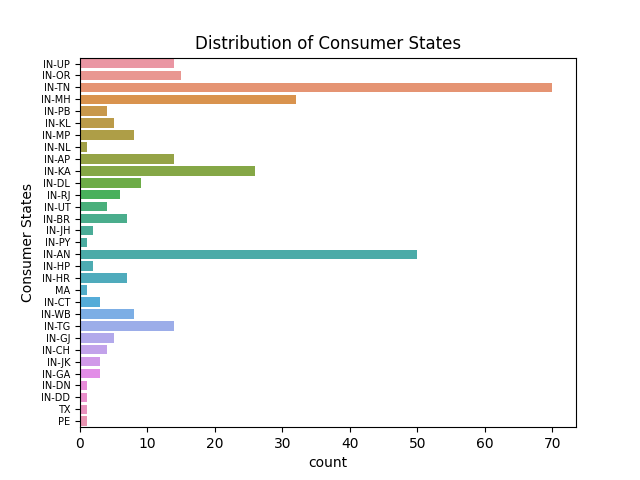 Distribution of Consumer States
Consumer States
IN-UP
IN-OR
IN-TN
IN-MH
IN-PB
IN-KL
IN-MP
IN-NL
IN-AP
IN-KA
IN-DL
IN-RJ
IN-UT
IN-BR
IN-JH
IN-PY
IN-AN
IN-HP
IN-HR
MA
IN-CT
IN-WB
IN-TG
IN-GJ
IN-CH
IN-JK
IN-GA
IN-DN
IN-DD
TX
PE
0 10 20 30 40 50 60 70
count